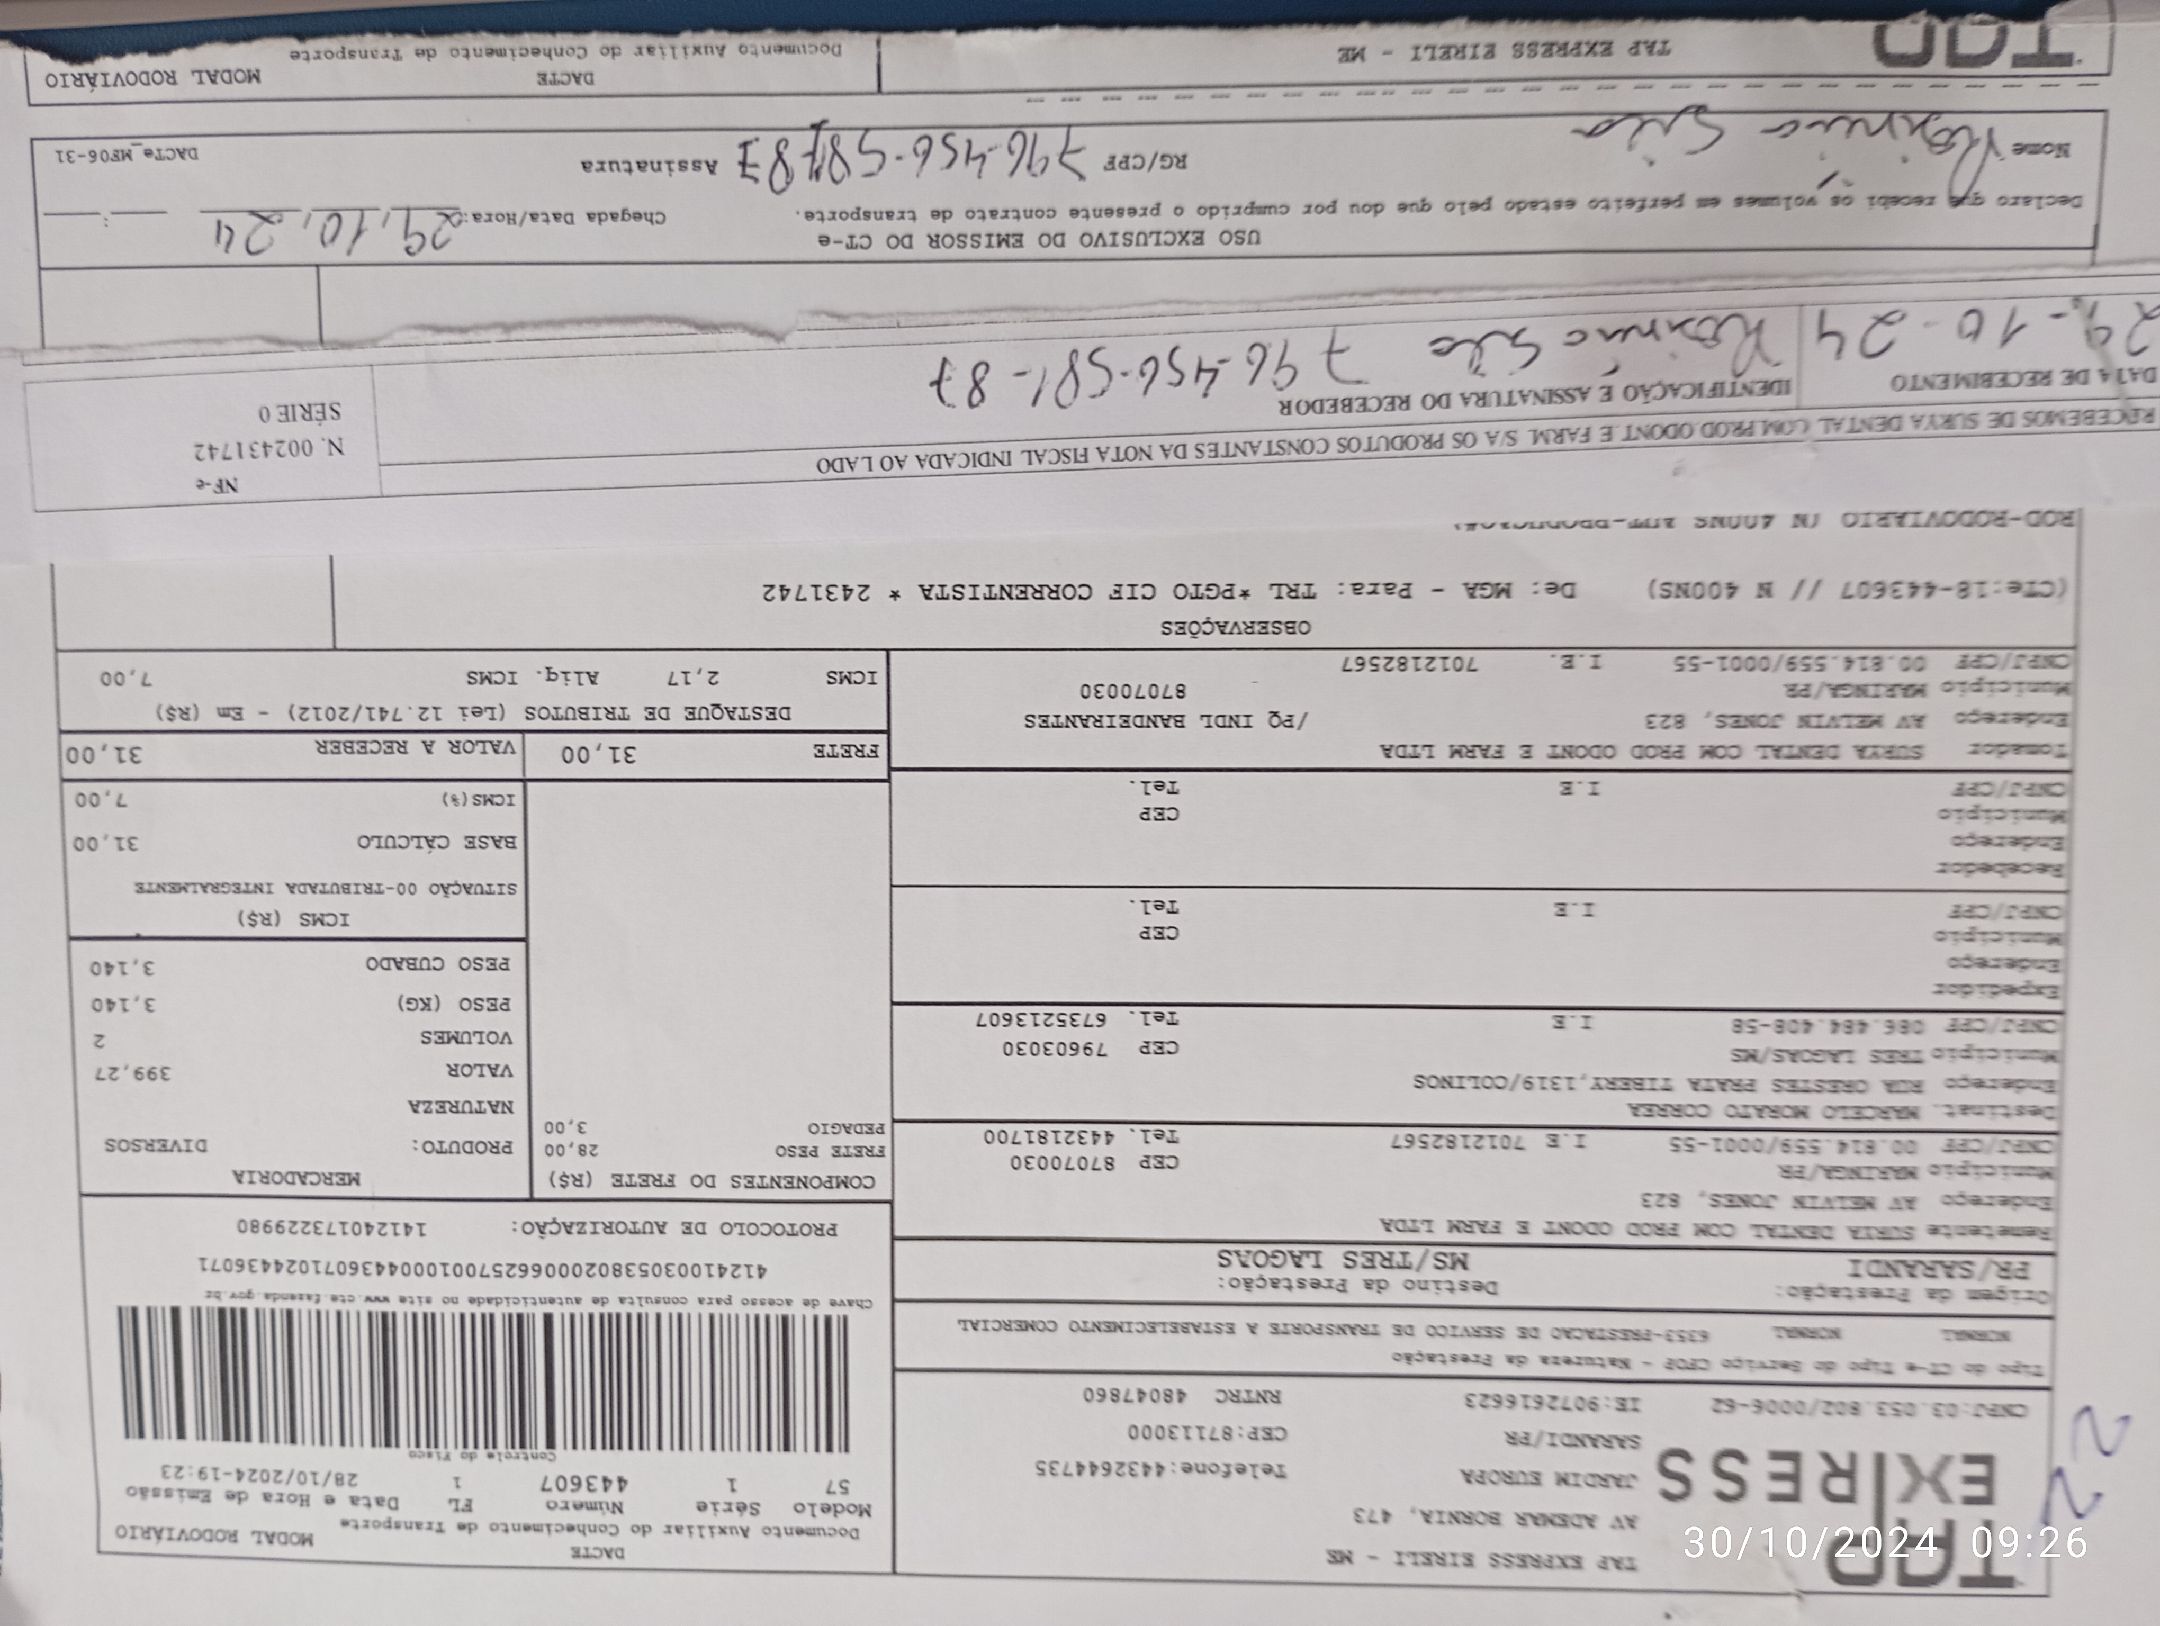 TAP EXPRESS
TAP EXPRESS EIRELI - ME
AV ADEMAR BORNIA, 473
JARDIM EUROPA Telefone:4432644735
SARANDI/PR CEP:87113000
CNPJ:03.053.802/0006-62 IE:9072616623 RNTRC 48047860
DACTE
Documento Auxiliar do Conhecimento de Transporte MODAL RODOVIÁRIO
Modelo Série Número FL Data e Hora de Emissão
57 1 443607 1 28/10/2024-19:23
Controle do Fisco
Chave de acesso para consulta de autenticidade no site www.cte.fazenda.gov.br
41241003053802000662570010004436071024436071
PROTOCOLO DE AUTORIZAÇÃO: 141240173229980
Tipo do CT-e Tipo do Serviço CFOP - Natureza da Prestação
NORMAL NORMAL 6353-PRESTACAO DE SERVICO DE TRANSPORTE A ESTABELECIMENTO COMERCIAL
Origem da Prestação: Destino da Prestação:
PR/SARANDI MS/TRES LAGOAS
Remetente SURYA DENTAL COM PROD ODONT E FARM LTDA
Endereço AV MELVIN JONES, 823
Município MARINGA/PR CEP 87070030
CNPJ/CPF 00.814.559/0001-55 I.E 7012182567 Tel. 4432181700
Destinat. MARCELO MORATO CORREA
Endereço RUA ORESTES PRATA TIBERY,1319/COLINOS
Município TRES LAGOAS/MS CEP 79603030
CNPJ/CPF 086.484.408-58 I.E Tel. 6735213607
Expedidor
Endereço
Município CEP
CNPJ/CPF I.E Tel.
Recebedor
Endereço
Município CEP
CNPJ/CPF I.E Tel.
Tomador SURYA DENTAL COM PROD ODONT E FARM LTDA
Endereço AV MELVIN JONES, 823 /PQ INDL BANDEIRANTES
Município MARINGA/PR 87070030
CNPJ/CPF 00.814.559/0001-55 I.E. 7012182567
COMPONENTES DO FRETE (R$)
FRETE PESO 28,00
PEDAGIO 3,00
MERCADORIA
PRODUTO: DIVERSOS
NATUREZA
VALOR 399,27
VOLUMES 2
PESO (KG) 3,140
PESO CUBADO 3,140
ICMS (R$)
SITUAÇÃO 00-TRIBUTADA INTEGRALMENTE
BASE CÁLCULO 31,00
ICMS(%) 7,00
FRETE 31,00 VALOR A RECEBER 31,00
DESTAQUE DE TRIBUTOS (Lei 12.741/2012) - Em (R$)
ICMS 2,17 Aliq. ICMS 7,00
OBSERVAÇÕES
(CTe:18-443607 // N 400NS) De: MGA - Para: TRL *PGTO CIF CORRENTISTA * 2431742
ROD-RODOVIARIO (N 400NS
RECEBEMOS DE SURYA DENTAL COM PROD ODONT E FARM. S/A OS PRODUTOS CONSTANTES DA NOTA FISCAL INDICADA AO LADO
DATA DE RECEBIMENTO IDENTIFICAÇÃO E ASSINATURA DO RECEBEDOR
29-10-24 796-456-581-87
NF-e
N. 002431742
SÉRIE 0
USO EXCLUSIVO DO EMISSOR DO CT-e
Declaro que recebi os volumes em perfeito estado pelo que dou por cumprido o presente contrato de transporte. Chegada Data/Hora: 29, 10, 24 :
Nome RG/CPF 796-456-581 87 Assinatura DACTe_MF06-31
TAP
TAP EXPRESS EIRELI - ME
DACTE
Documento Auxiliar do Conhecimento de Transporte MODAL RODOVIÁRIO
30/10/2024 09:26